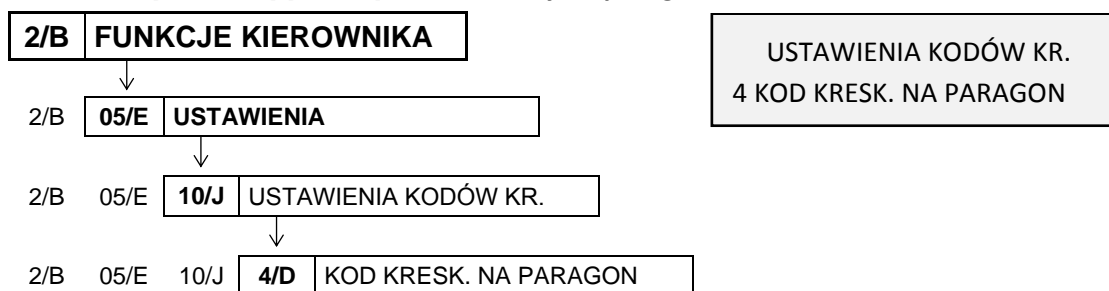 2/B FUNKCJE KIEROWNIKA
2/B 05/E USTAWIENIA
2/B 05/E 10/J USTAWIENIA KODÓW KR.
2/B 05/E 10/J 4/D KOD KRESK. NA PARAGON
USTAWIENIA KODÓW KR.
4 KOD KRESK. NA PARAGON